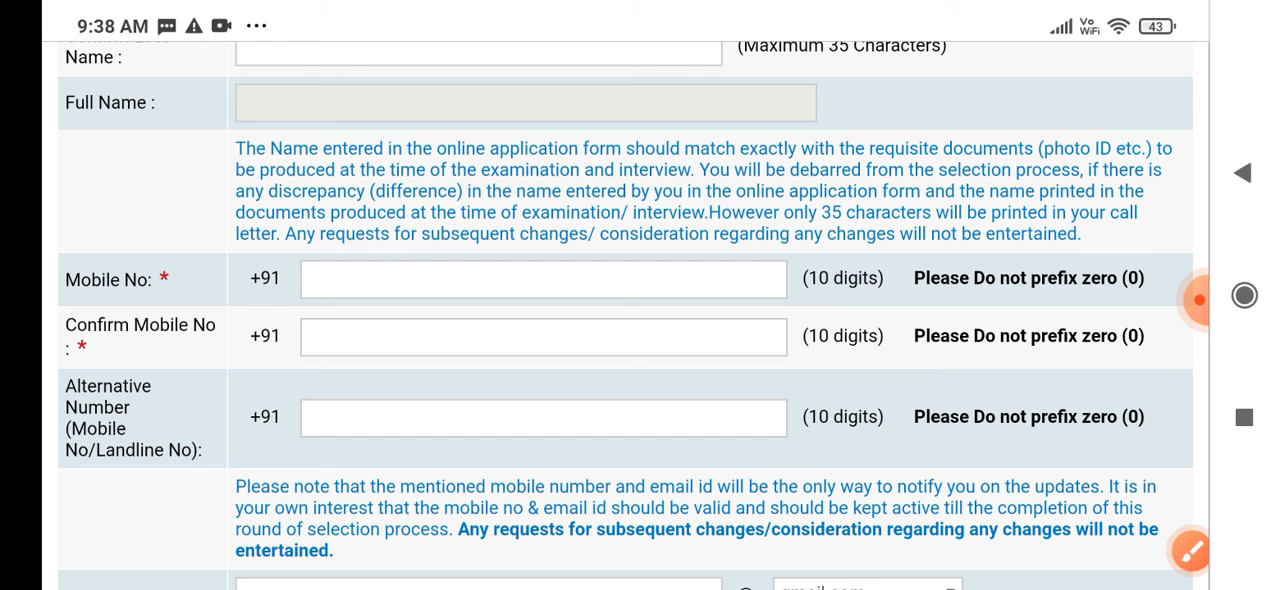 9:38 AM
Vo
WiFi
43
Name :
(Maximum 35 Characters)
Full Name :
The Name entered in the online application form should match exactly with the requisite documents (photo ID etc.) to
be produced at the time of the examination and interview. You will be debarred from the selection process, if there is
any discrepancy (difference) in the name entered by you in the online application form and the name printed in the
documents produced at the time of examination/ interview.However only 35 characters will be printed in your call
letter. Any requests for subsequent changes/ consideration regarding any changes will not be entertained.
Mobile No: * +91 (10 digits) Please Do not prefix zero (0)
Confirm Mobile No
: * +91 (10 digits) Please Do not prefix zero (0)
Alternative
Number
(Mobile
No/Landline No):
+91 (10 digits) Please Do not prefix zero (0)
Please note that the mentioned mobile number and email id will be the only way to notify you on the updates. It is in
your own interest that the mobile no & email id should be valid and should be kept active till the completion of this
round of selection process. Any requests for subsequent changes/consideration regarding any changes will not be
entertained.